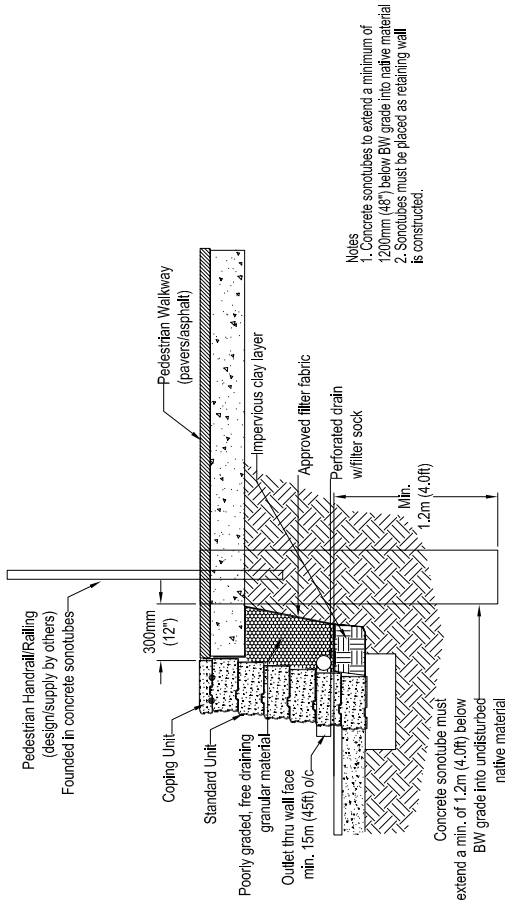 Pedestrian Handrail/Railing
(design/supply by others)
Founded in concrete sonotubes
Coping Unit
Standard Unit
Poorly graded, free draining
granular material
Outlet thru wall face
min. 15m (45ft) o/c
300mm
(12")
Pedestrian Walkway
(pavers/asphalt)
Impervious clay layer
Approved filter fabric
Perforated drain
w/filter sock
Min.
1.2m (4.0ft)
Concrete sonotube must
extend a min. of 1.2m (4.0ft) below
BW grade into undisturbed
native material
Notes
1. Concrete sonotubes to extend a minimum of
1200mm (48") below BW grade into native material
2. Sonotubes must be placed as retaining wall
is constructed.